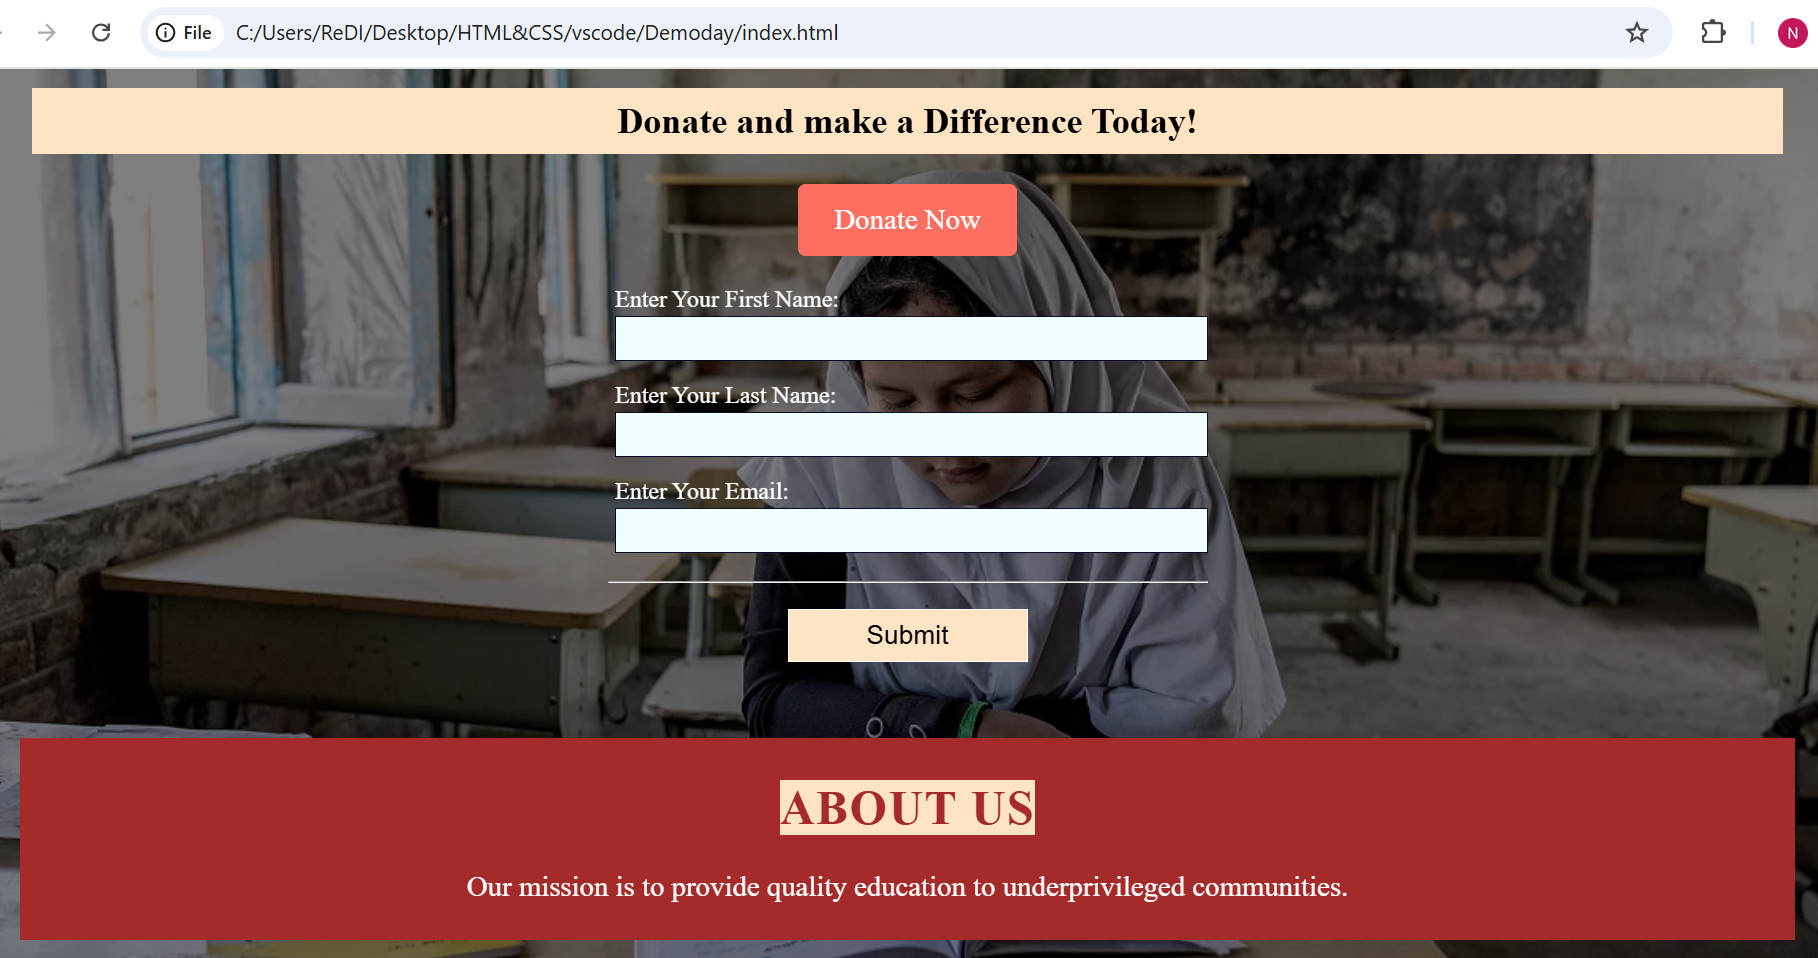 File C:/Users/ReDI/Desktop/HTML&CSS/vscode/Demoday/index.html N
Donate and make a Difference Today!
Donate Now
Enter Your First Name:
Enter Your Last Name:
Enter Your Email:
Submit
ABOUT US
Our mission is to provide quality education to underprivileged communities.